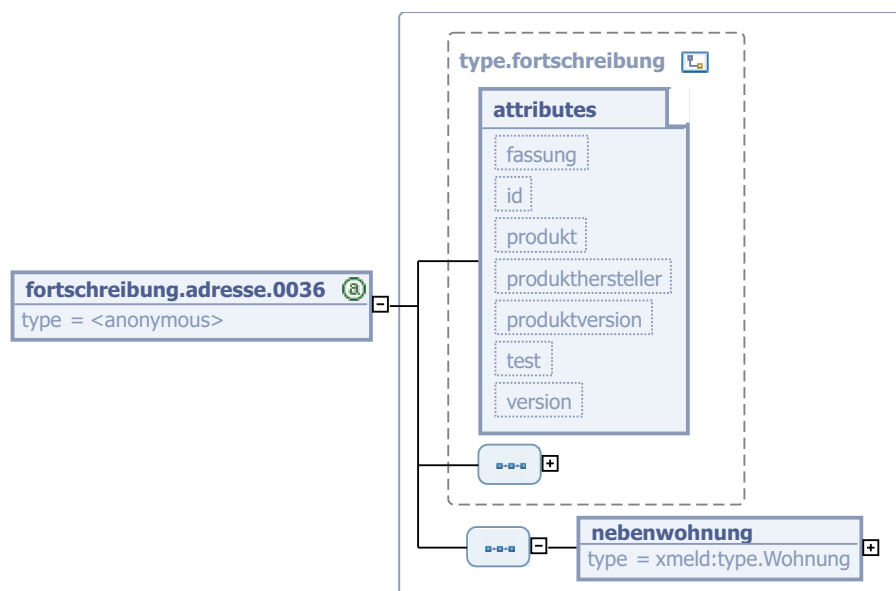 type.fortschreibung
attributes
fassung
id
produkt
produkthersteller
produktversion
test
version
fortschreibung.adresse.0036 a
type = <anonymous>
nebenwohnung
type = xmeld:type.Wohnung